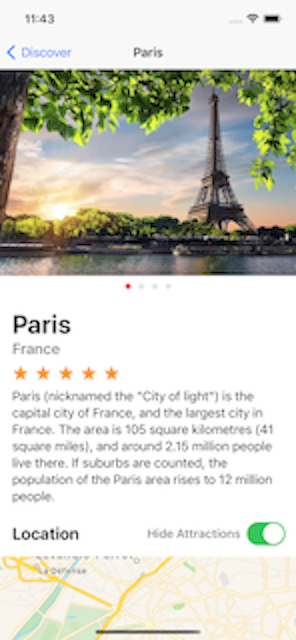 11:43
Discover
Paris
Paris
France
Paris (nicknamed the "City of light") is the
capital city of France, and the largest city in
France. The area is 105 square kilometres (41
square miles), and around 2.15 million people
live there. If suburbs are counted, the
population of the Paris area rises to 12 million
people.
Location
Hide Attractions
La Défense